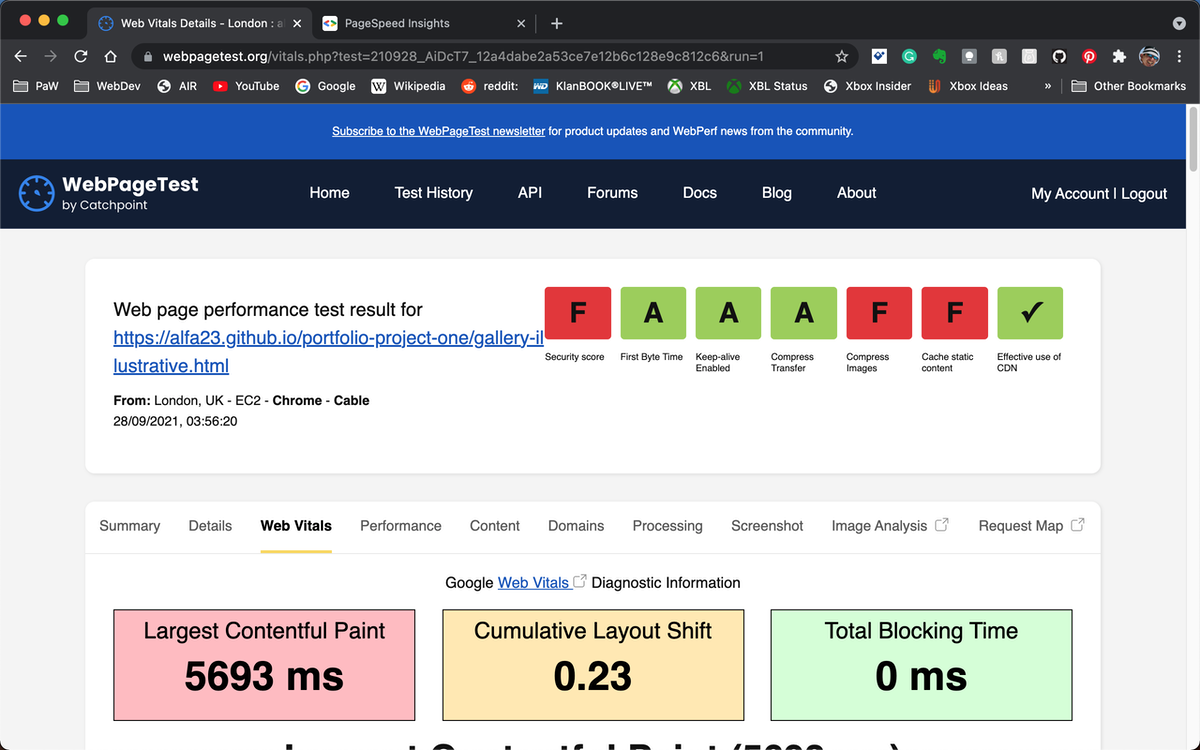 Web Vitals Details - London : al
PageSpeed Insights
webpagetest.org/vitals.php?test=210928_AiDcT7_12a4dabe2a53ce7e12b6c128e9c812c6&run=1
PaW WebDev AIR YouTube Google Wikipedia reddit: KlanBOOK®LIVE™ XBL XBL Status Xbox Insider Xbox Ideas » Other Bookmarks
Subscribe to the WebPageTest newsletter for product updates and WebPerf news from the community.
WebPageTest
by Catchpoint
Home Test History API Forums Docs Blog About
My Account | Logout
Web page performance test result for
https://alfa23.github.io/portfolio-project-one/gallery-il
lustrative.html
From: London, UK - EC2 - Chrome - Cable
28/09/2021, 03:56:20
F A A A F F ✓
Security score
First Byte Time
Keep-alive
Enabled
Compress
Transfer
Compress
Images
Cache static
content
Effective use of
CDN
Summary Details Web Vitals Performance Content Domains Processing Screenshot Image Analysis Request Map
Google Web Vitals Diagnostic Information
Largest Contentful Paint
5693 ms
Cumulative Layout Shift
0.23
Total Blocking Time
0 ms